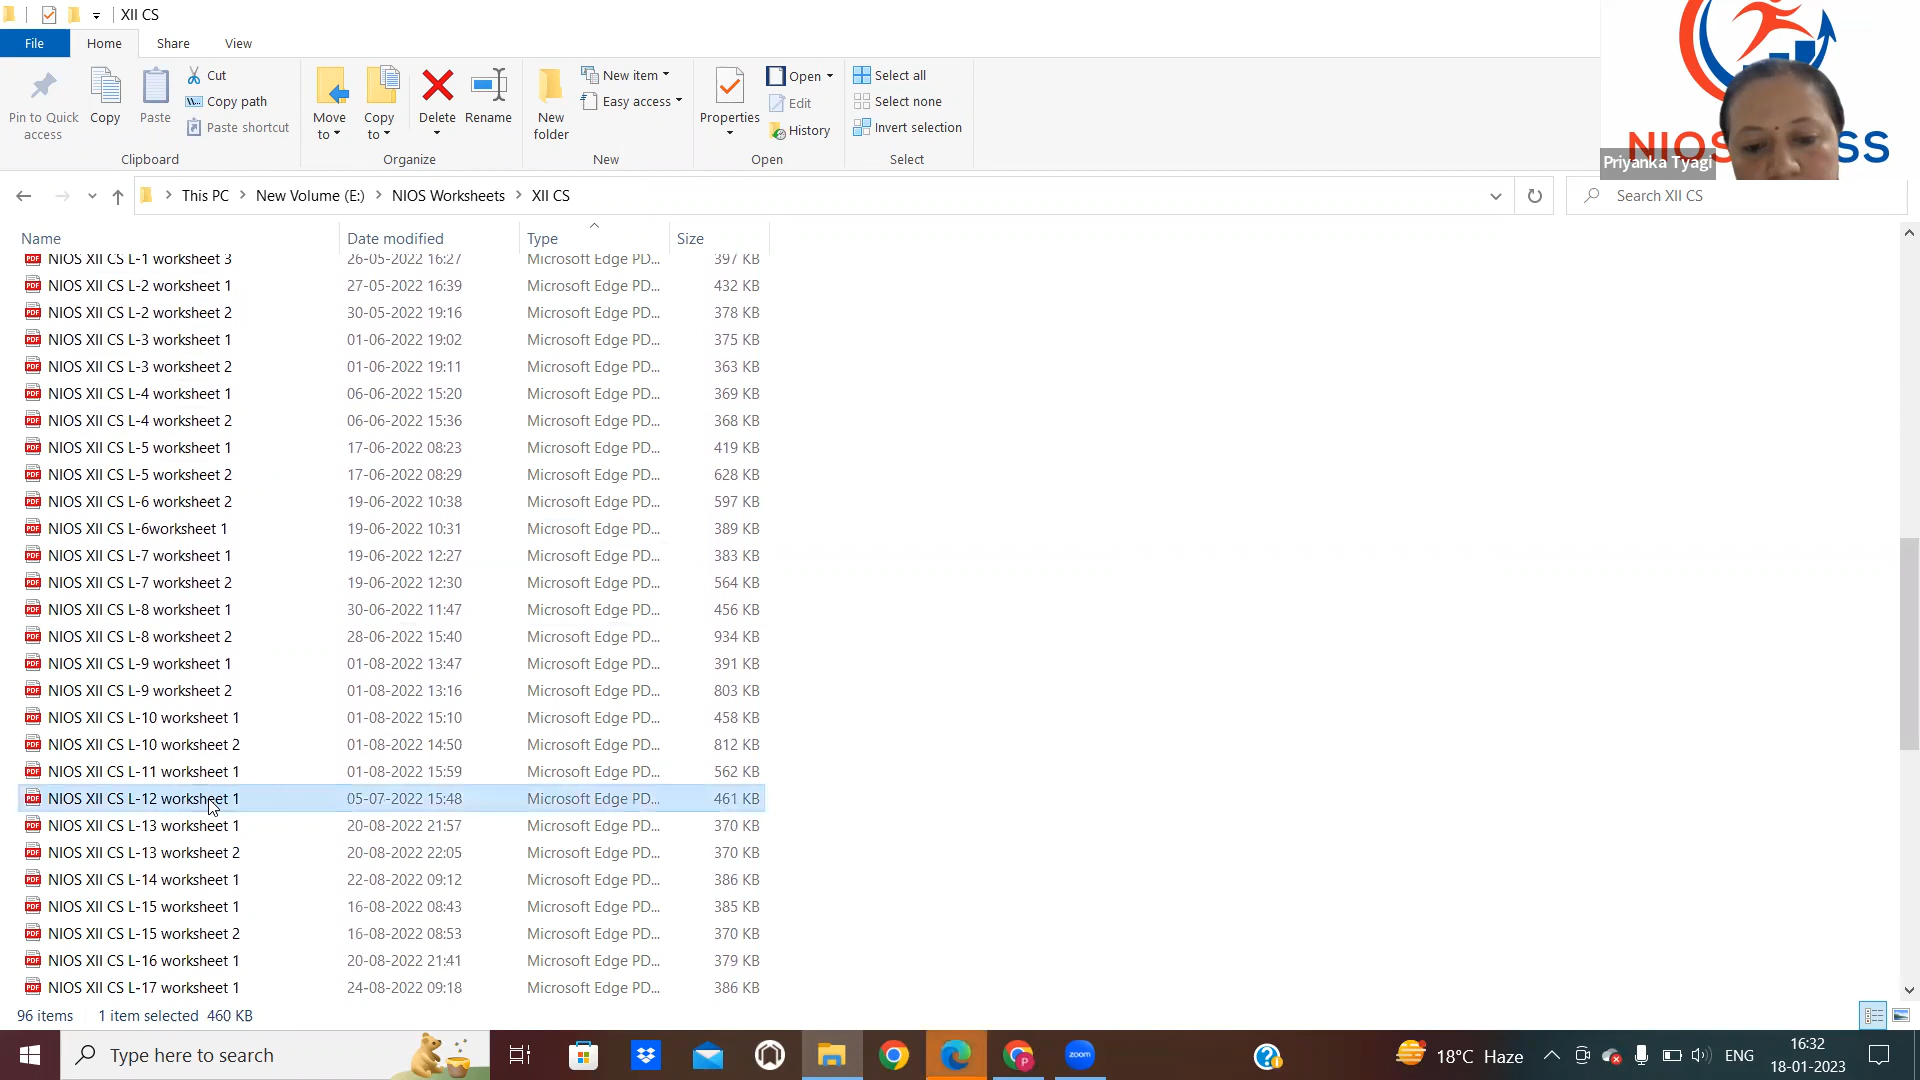 XII CS
File Home Share View
Pin to Quick access
Copy
Paste
Cut
Copy path
Paste shortcut
Clipboard
Move to
Copy to
Delete
Rename
Organize
New folder
New item
Easy access
New
Properties
Open
Edit
History
Open
Select all
Select none
Invert selection
Select
Priyanka Tyagi
This PC New Volume (E:) NIOS Worksheets XII CS
Search XII CS
Name Date modified Type Size
NIOS XII CS L-1 worksheet 3 26-05-2022 16:27 Microsoft Edge PD... 397 KB
NIOS XII CS L-2 worksheet 1 27-05-2022 16:39 Microsoft Edge PD... 432 KB
NIOS XII CS L-2 worksheet 2 30-05-2022 19:16 Microsoft Edge PD... 378 KB
NIOS XII CS L-3 worksheet 1 01-06-2022 19:02 Microsoft Edge PD... 375 KB
NIOS XII CS L-3 worksheet 2 01-06-2022 19:11 Microsoft Edge PD... 363 KB
NIOS XII CS L-4 worksheet 1 06-06-2022 15:20 Microsoft Edge PD... 369 KB
NIOS XII CS L-4 worksheet 2 06-06-2022 15:36 Microsoft Edge PD... 368 KB
NIOS XII CS L-5 worksheet 1 17-06-2022 08:23 Microsoft Edge PD... 419 KB
NIOS XII CS L-5 worksheet 2 17-06-2022 08:29 Microsoft Edge PD... 628 KB
NIOS XII CS L-6 worksheet 2 19-06-2022 10:38 Microsoft Edge PD... 597 KB
NIOS XII CS L-6worksheet 1 19-06-2022 10:31 Microsoft Edge PD... 389 KB
NIOS XII CS L-7 worksheet 1 19-06-2022 12:27 Microsoft Edge PD... 383 KB
NIOS XII CS L-7 worksheet 2 19-06-2022 12:30 Microsoft Edge PD... 564 KB
NIOS XII CS L-8 worksheet 1 30-06-2022 11:47 Microsoft Edge PD... 456 KB
NIOS XII CS L-8 worksheet 2 28-06-2022 15:40 Microsoft Edge PD... 934 KB
NIOS XII CS L-9 worksheet 1 01-08-2022 13:47 Microsoft Edge PD... 391 KB
NIOS XII CS L-9 worksheet 2 01-08-2022 13:16 Microsoft Edge PD... 803 KB
NIOS XII CS L-10 worksheet 1 01-08-2022 15:10 Microsoft Edge PD... 458 KB
NIOS XII CS L-10 worksheet 2 01-08-2022 14:50 Microsoft Edge PD... 812 KB
NIOS XII CS L-11 worksheet 1 01-08-2022 15:59 Microsoft Edge PD... 562 KB
NIOS XII CS L-12 worksheet 1 05-07-2022 15:48 Microsoft Edge PD... 461 KB
NIOS XII CS L-13 worksheet 1 20-08-2022 21:57 Microsoft Edge PD... 370 KB
NIOS XII CS L-13 worksheet 2 20-08-2022 22:05 Microsoft Edge PD... 370 KB
NIOS XII CS L-14 worksheet 1 22-08-2022 09:12 Microsoft Edge PD... 386 KB
NIOS XII CS L-15 worksheet 1 16-08-2022 08:43 Microsoft Edge PD... 385 KB
NIOS XII CS L-15 worksheet 2 16-08-2022 08:53 Microsoft Edge PD... 370 KB
NIOS XII CS L-16 worksheet 1 20-08-2022 21:41 Microsoft Edge PD... 379 KB
NIOS XII CS L-17 worksheet 1 24-08-2022 09:18 Microsoft Edge PD... 386 KB
96 items 1 item selected 460 KB
Type here to search
zoom
18°C Haze
ENG
16:32
18-01-2023